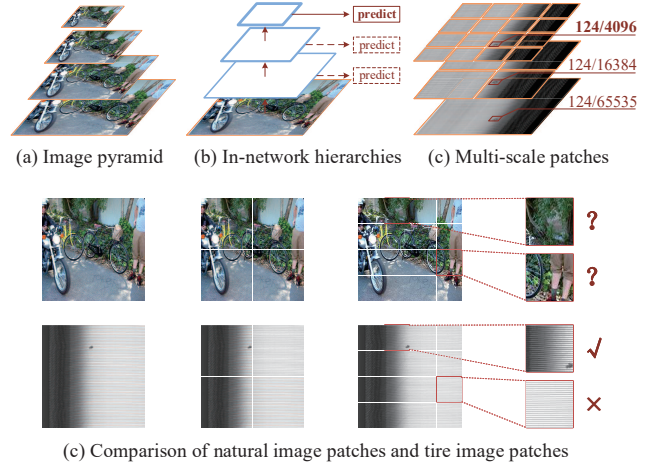 predict
predict
predict
124/4096
124/16384
124/65535
(a) Image pyramid (b) In-network hierarchies (c) Multi-scale patches
?
?
√
×
(c) Comparison of natural image patches and tire image patches